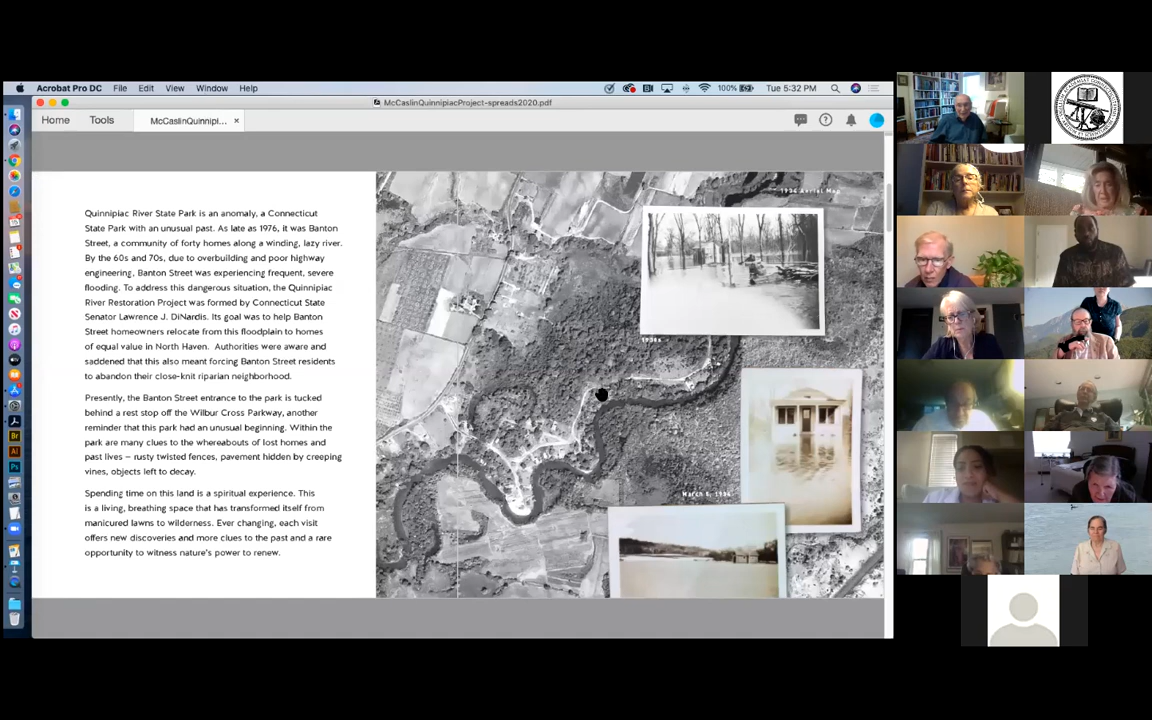 Acrobat Pro DC File Edit View Window Help 100% Tue 5:32 PM
McCaslinQuinnipiacProject-spreads2020.pdf
Home Tools McCaslinQuinnipi... ×
Quinnipiac River State Park is an anomaly, a Connecticut
State Park with an unusual past. As late as 1976, it was Banton
Street, a community of forty homes along a winding, lazy river.
By the 60s and 70s, due to overbuilding and poor highway
engineering, Banton Street was experiencing frequent, severe
flooding. To address this dangerous situation, the Quinnipiac
River Restoration Project was formed by Connecticut State
Senator Lawrence J. DiNardis. Its goal was to help Banton
Street homeowners relocate from this floodplain to homes
of equal value in North Haven. Authorities were aware and
saddened that this also meant forcing Banton Street residents
to abandon their close-knit riparian neighborhood.
Presently, the Banton Street entrance to the park is tucked
behind a rest stop off the Wilbur Cross Parkway, another
reminder that this park had an unusual beginning. Within the
park are many clues to the whereabouts of lost homes and
past lives – rusty twisted fences, pavement hidden by creeping
vines, objects left to decay.
Spending time on this land is a spiritual experience. This
is a living, breathing space that has transformed itself from
manicured lawns to wilderness. Ever changing, each visit
offers new discoveries and more clues to the past and a rare
opportunity to witness nature's power to renew.
1934 Aerial Map
1930s
March 6, 1934
Br
Ai
Ps